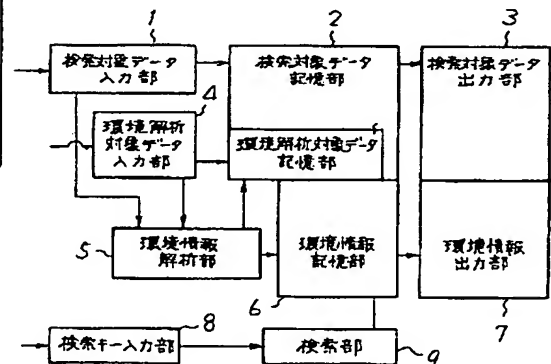 1
2
3
検索対象データ
入力部
検索対象データ
記憶部
検索対象データ
出力部
4
環境解析
対象データ
入力部
環境解析対象データ
記憶部
5
環境情報
解析部
環境情報
記憶部
環境情報
出力部
6
7
8
検索キー入力部
検索部
9